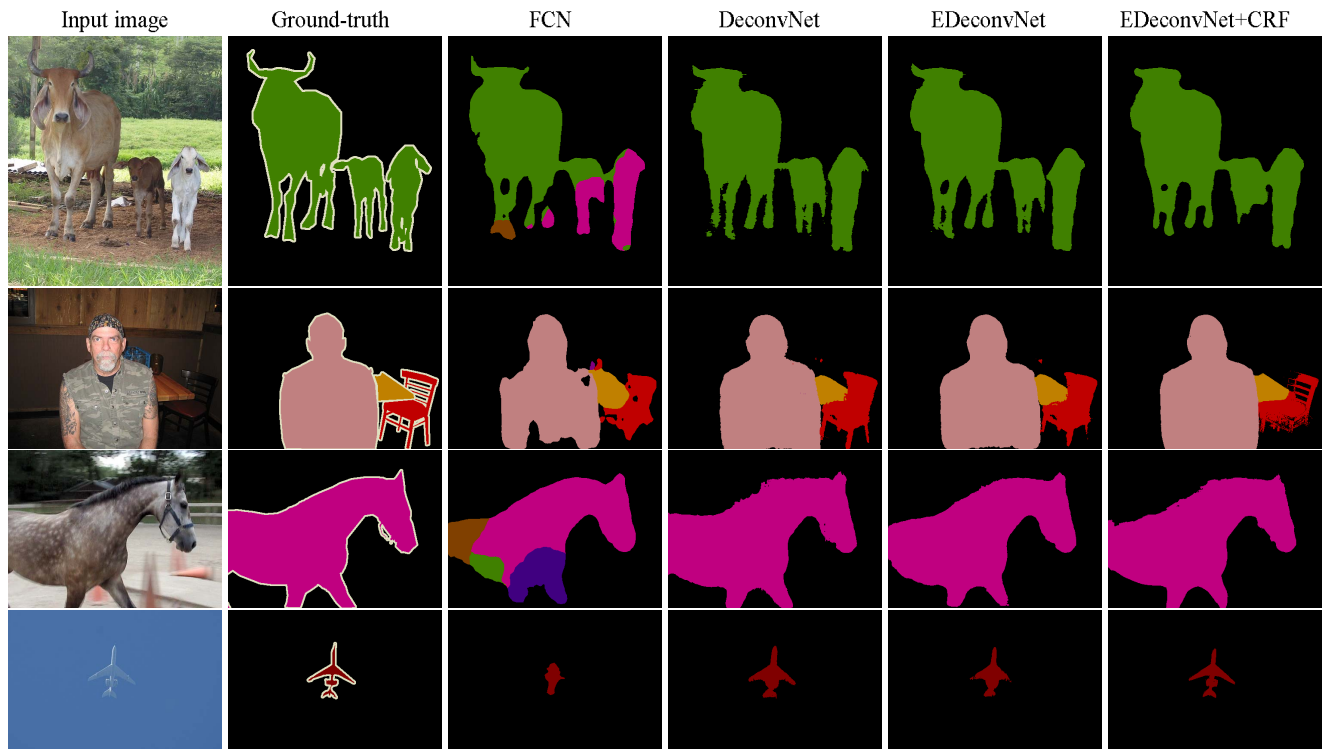 Input image
Ground-truth
FCN
DeconvNet
EDeconvNet
EDeconvNet+CRF